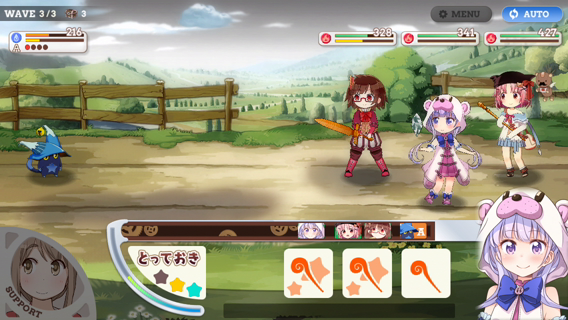 WAVE 3/3 3
MENU
AUTO
216
A
328
341
427
A
とっておき
SUPPORT